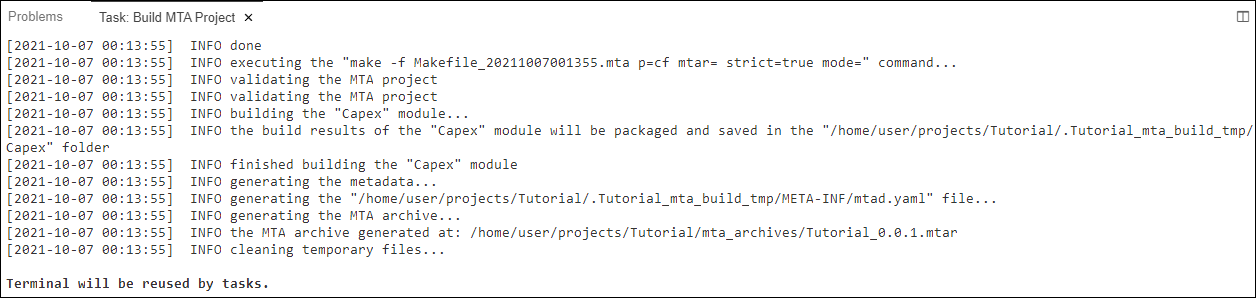 Problems Task: Build MTA Project ×
[2021-10-07 00:13:55]  INFO done
[2021-10-07 00:13:55]  INFO executing the "make -f Makefile_20211007001355.mta p=cf mtar= strict=true mode=" command...
[2021-10-07 00:13:55]  INFO validating the MTA project
[2021-10-07 00:13:55]  INFO validating the MTA project
[2021-10-07 00:13:55]  INFO building the "Capex" module...
[2021-10-07 00:13:55]  INFO the build results of the "Capex" module will be packaged and saved in the "/home/user/projects/Tutorial/.Tutorial_mta_build_tmp/
Capex" folder
[2021-10-07 00:13:55]  INFO finished building the "Capex" module
[2021-10-07 00:13:55]  INFO generating the metadata...
[2021-10-07 00:13:55]  INFO generating the "/home/user/projects/Tutorial/.Tutorial_mta_build_tmp/META-INF/mtad.yaml" file...
[2021-10-07 00:13:55]  INFO generating the MTA archive...
[2021-10-07 00:13:55]  INFO the MTA archive generated at: /home/user/projects/Tutorial/mta_archives/Tutorial_0.0.1.mtar
[2021-10-07 00:13:55]  INFO cleaning temporary files...
Terminal will be reused by tasks.